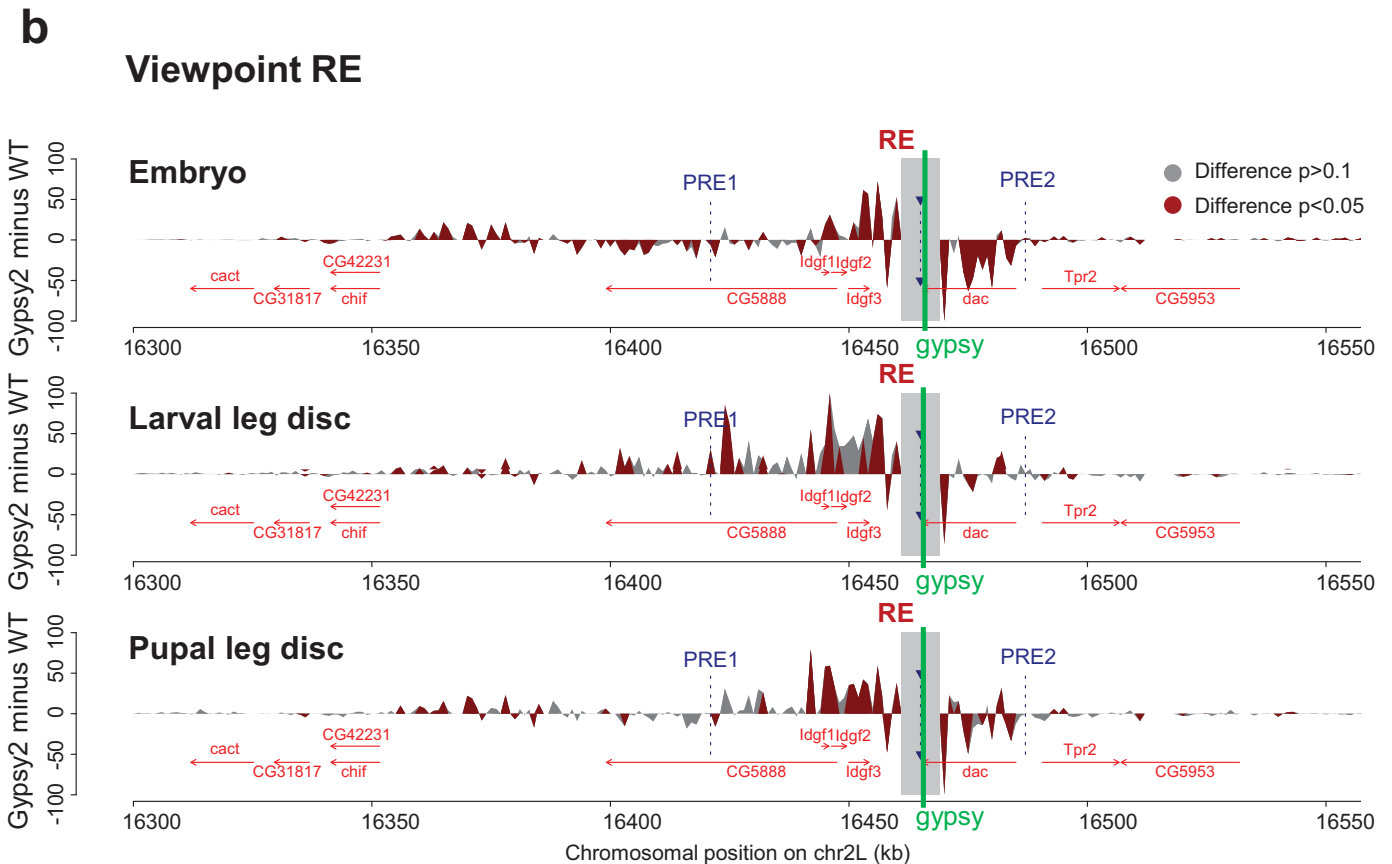 b
Viewpoint RE
Gypsy2 minus WT
100
50
0
-50
-100
Embryo
RE
PRE1
PRE2
Difference p>0.1
Difference p<0.05
cact
CG42231
CG31817
chif
Idgf1
Idgf2
CG5888
Idgf3
dac
Tpr2
CG5953
16300
16350
16400
16450
gypsy
16500
16550
Gypsy2 minus WT
100
50
0
-50
-100
Larval leg disc
RE
PRE1
PRE2
cact
CG42231
CG31817
chif
Idgf1
Idgf2
CG5888
Idgf3
dac
Tpr2
CG5953
16300
16350
16400
16450
gypsy
16500
16550
Gypsy2 minus WT
100
50
0
-50
-100
Pupal leg disc
RE
PRE1
PRE2
cact
CG42231
CG31817
chif
Idgf1
Idgf2
CG5888
Idgf3
dac
Tpr2
CG5953
16300
16350
16400
16450
gypsy
16500
16550
Chromosomal position on chr2L (kb)